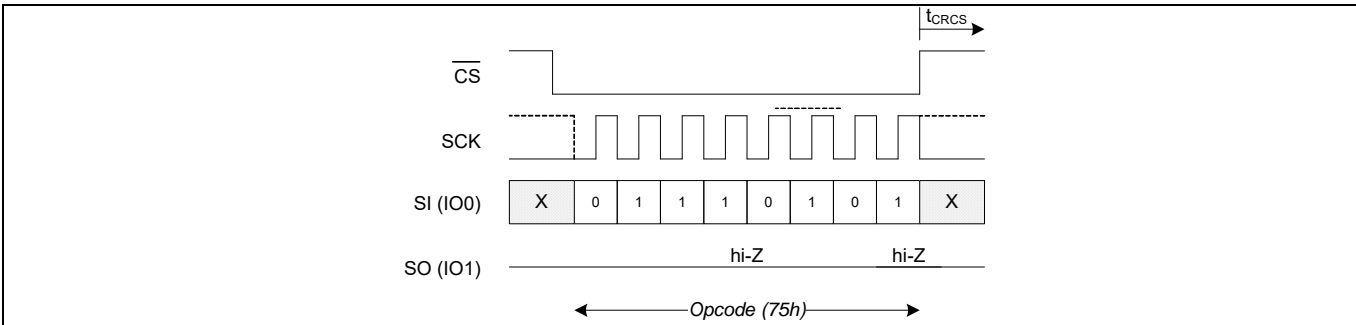 tCRCS
CS
SCK
SI (IO0) X 0 1 1 1 0 1 0 1 X
SO (IO1) hi-Z hi-Z
Opcode (75h)